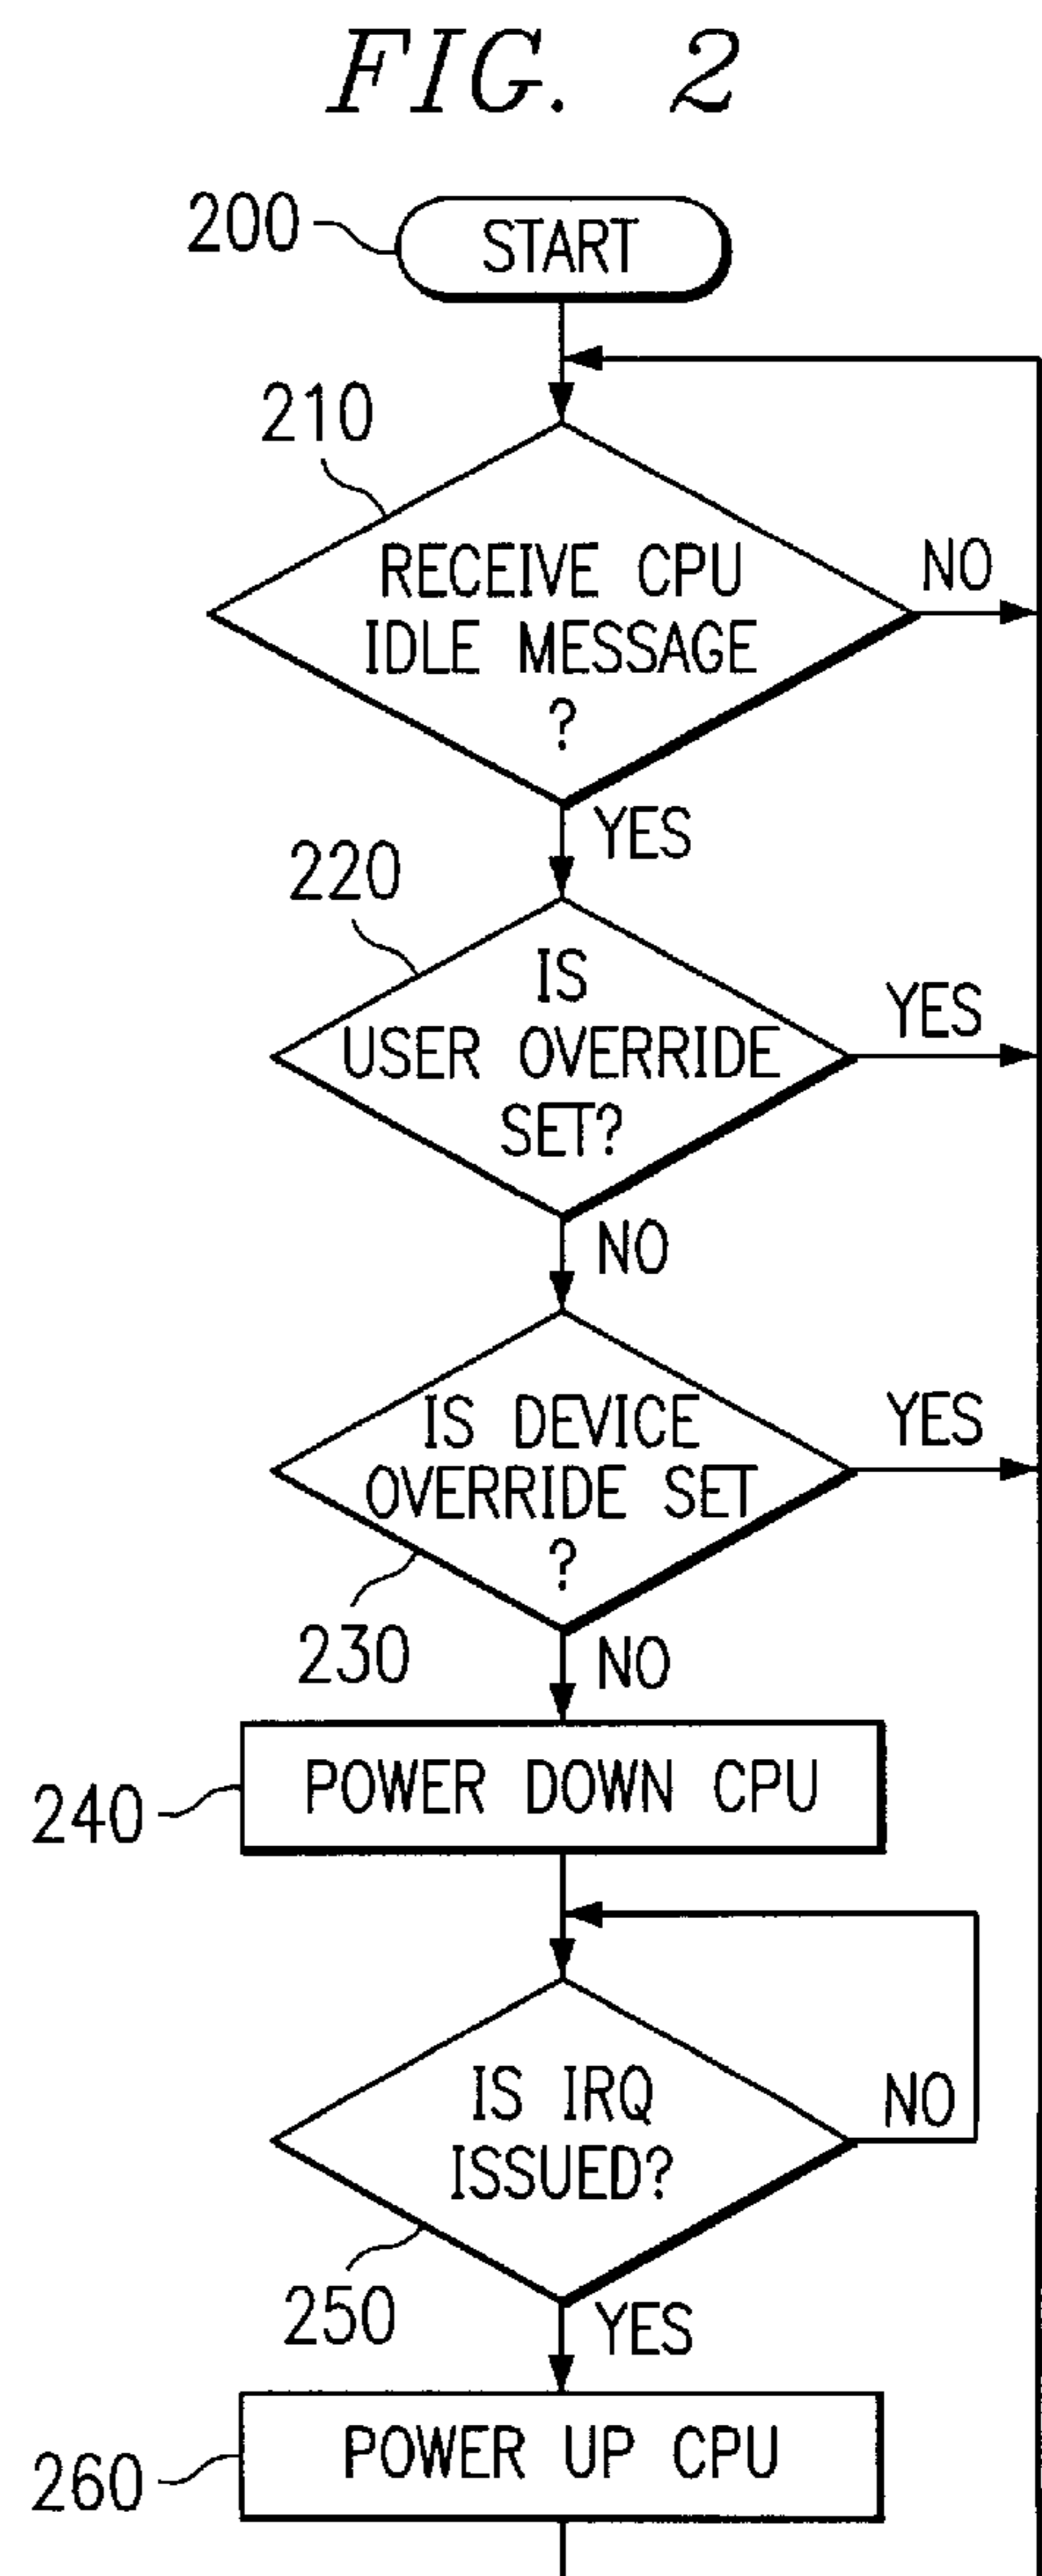 FIG. 2
200
START
210
RECEIVE CPU
IDLE MESSAGE
?
NO
YES
220
IS
USER OVERRIDE
SET?
YES
NO
IS DEVICE
OVERRIDE SET
?
YES
230
NO
240
POWER DOWN CPU
IS IRQ
ISSUED?
NO
250
YES
260
POWER UP CPU